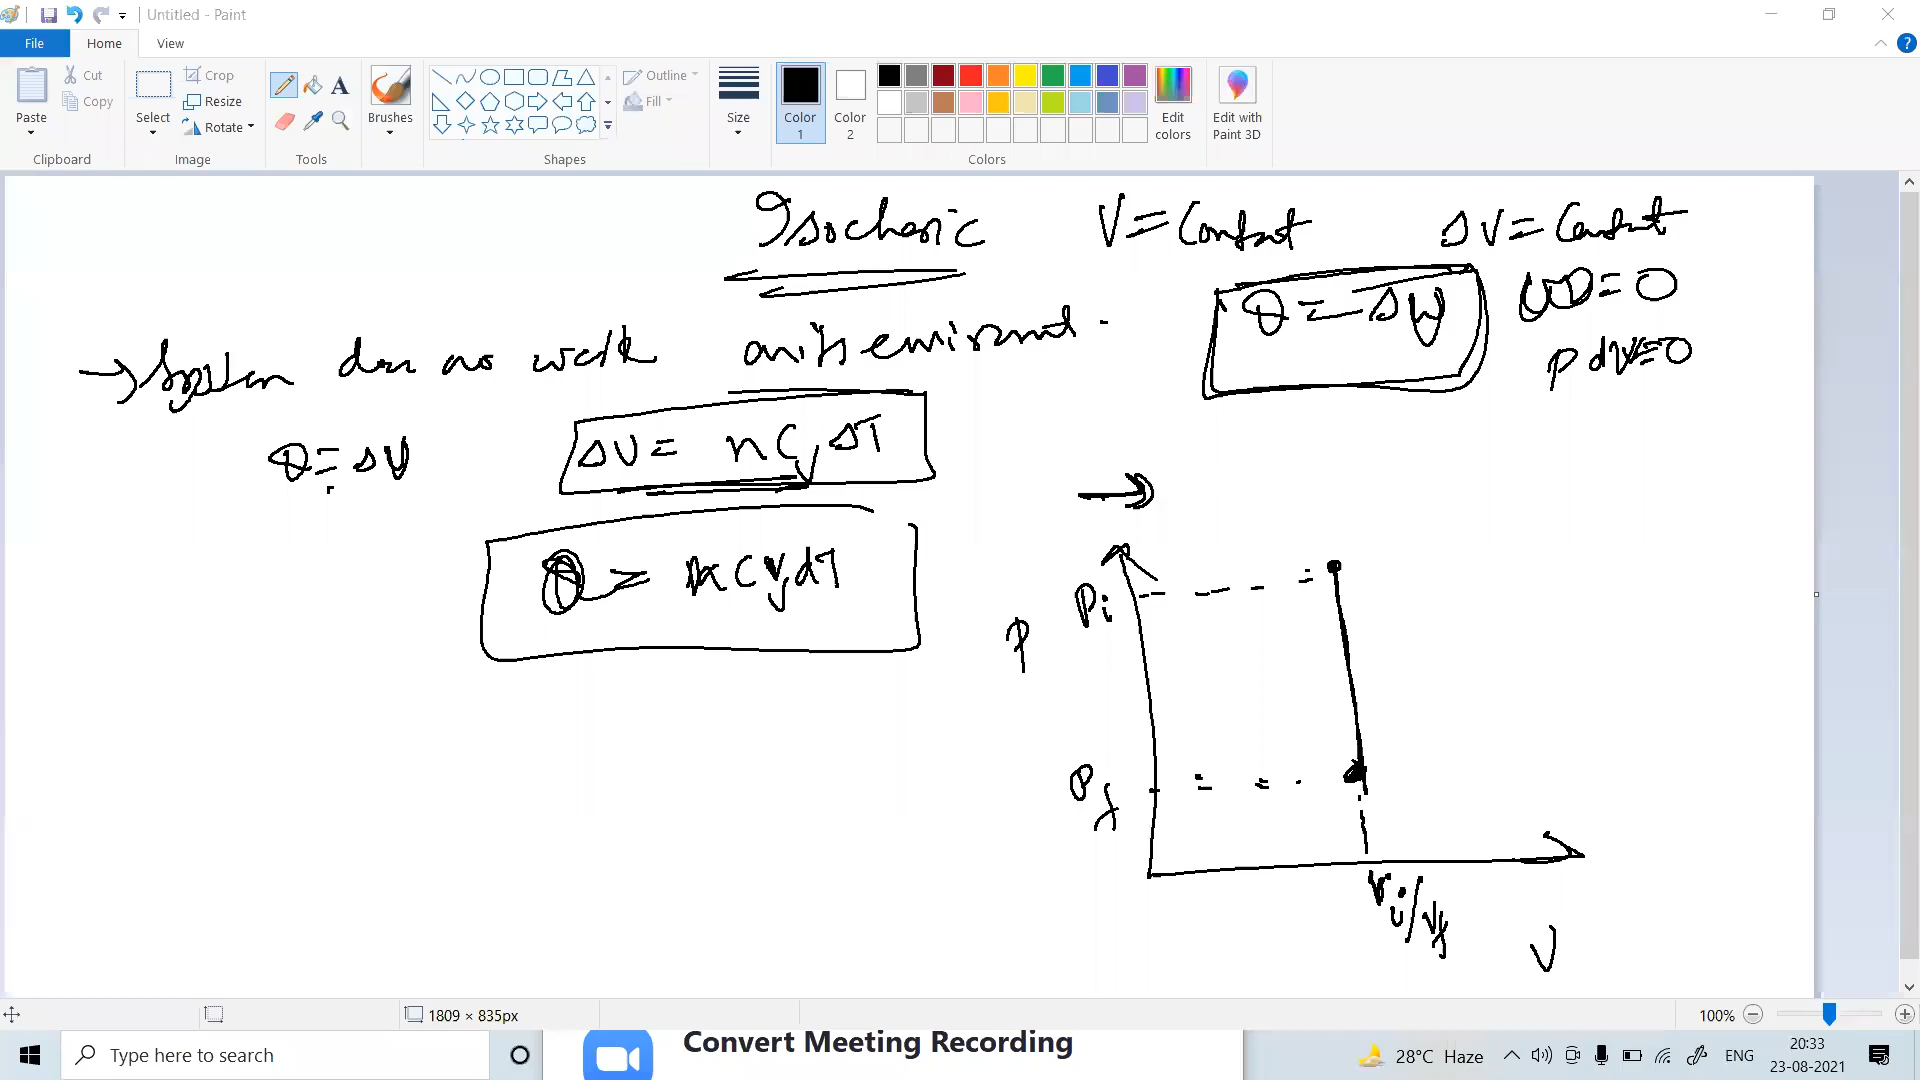 Untitled - Paint
File Home View
Cut
Copy
Paste
Clipboard
Crop
Resize
Rotate
Select
Image
Tools
Brushes
Outline
Fill
Shapes
Size
Color 1
Color 2
Edit colors
Colors
Edit with Paint 3D
Isochoric V = Constant ΔV = Constant
Q = ΔU
WD = 0
P dV = 0
→ System does no work on its
Q = ΔU
ΔU = nCvΔT
Q = nCvdT
Pi
P
Pf
Vi/Vf
V
1809 × 835px
100%
Type here to search
Convert Meeting Recording
28°C Haze
ENG
20:33
23-08-2021